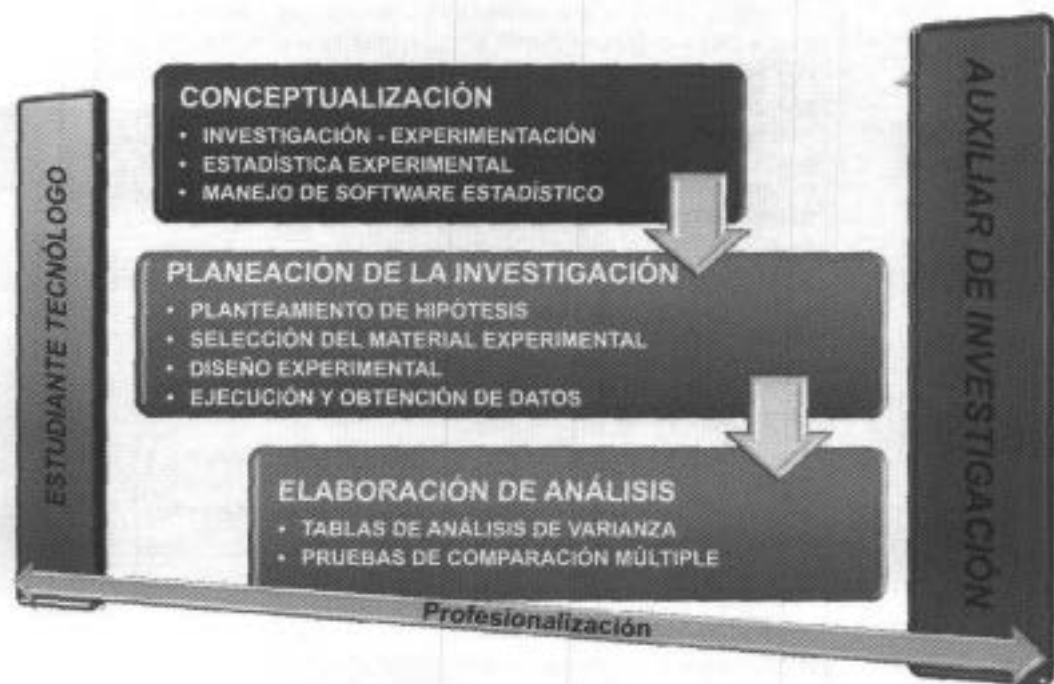 ESTUDIANTE TECNÓLOGO
CONCEPTUALIZACIÓN
• INVESTIGACIÓN - EXPERIMENTACIÓN
• ESTADÍSTICA EXPERIMENTAL
• MANEJO DE SOFTWARE ESTADÍSTICO
PLANEACIÓN DE LA INVESTIGACIÓN
• PLANTEAMIENTO DE HIPÓTESIS
• SELECCIÓN DEL MATERIAL EXPERIMENTAL
• DISEÑO EXPERIMENTAL
• EJECUCIÓN Y OBTENCIÓN DE DATOS
ELABORACIÓN DE ANÁLISIS
• TABLAS DE ANÁLISIS DE VARIANZA
• PRUEBAS DE COMPARACIÓN MÚLTIPLE
AUXILIAR DE INVESTIGACIÓN
Profesionalización